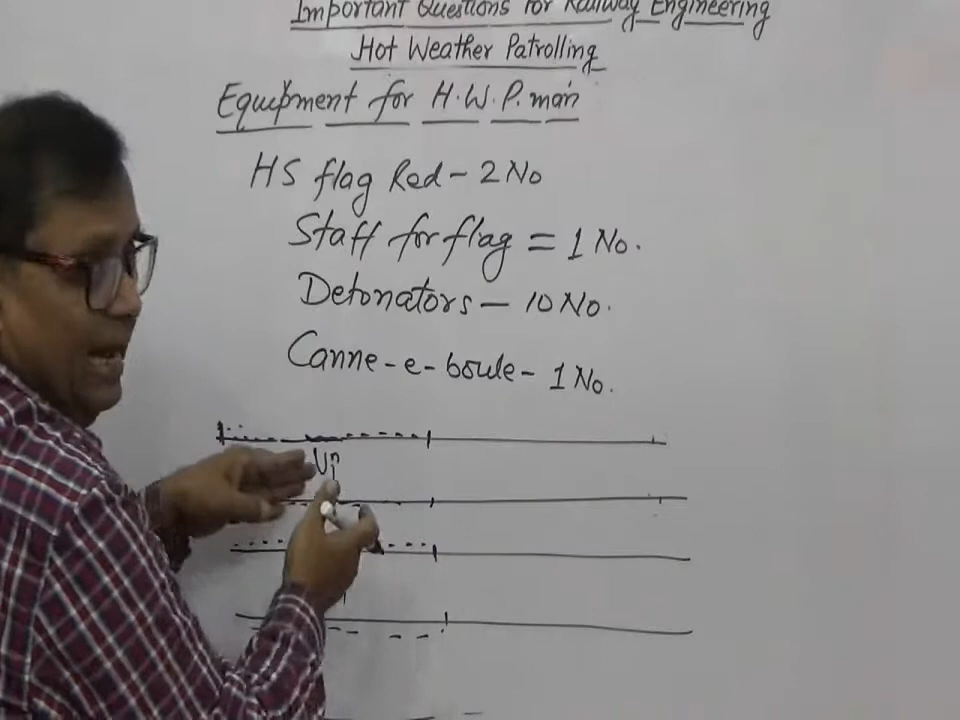 Important Questions for Railway Engineering
Hot Weather Patrolling
Equipment for H.W.P. man
HS flag Red - 2 No
Staff for flag = 1 No.
Detonators - 10 No.
Canne-e-boule - 1 No.